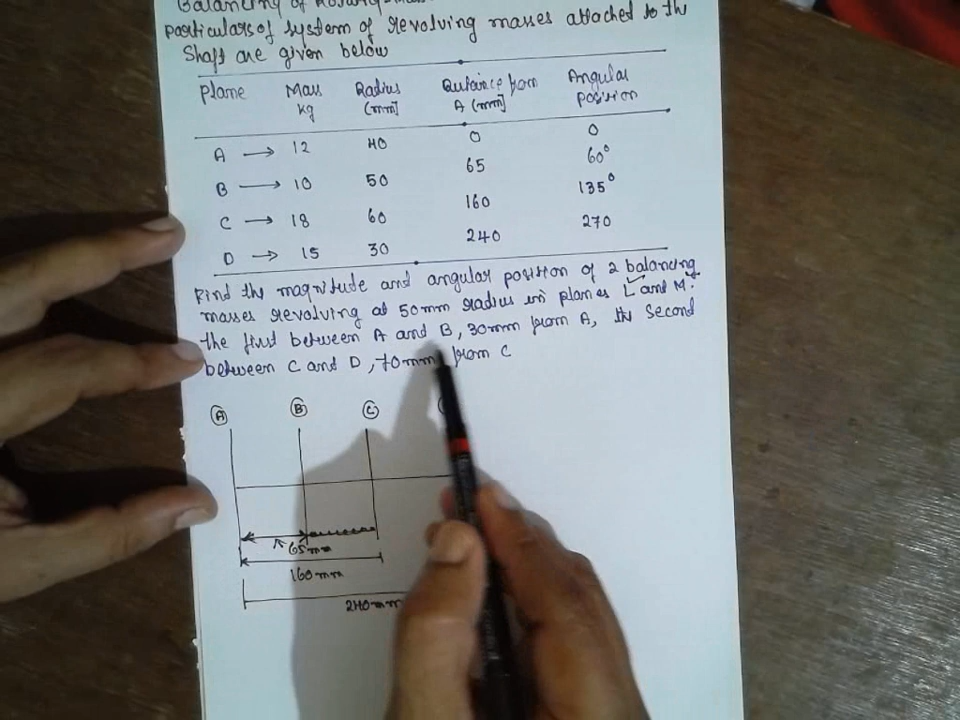 Balancing of
particulars of system of revolving masses attached to the
Shaft are given below
Plane Mass kg Radius (mm) Distance from A (mm) Angular Position
A → 12 40 0 0
B → 10 50 65 60°
C → 18 60 160 135°
D → 15 30 240 270
Find the magnitude and angular position of 2 balancing
masses revolving at 50mm radius in planes L and M.
the first between A and B, 30mm from A, the second
between C and D, 70mm from C
A B C
65mm
160mm
240mm